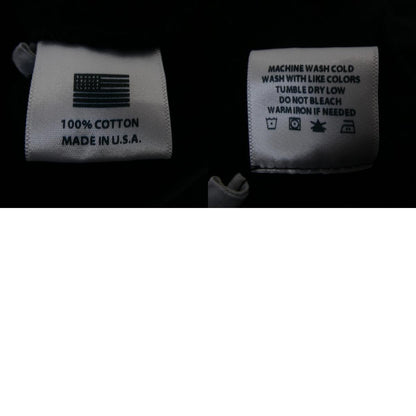 100% COTTON
MADE IN U.S.A.
MACHINE WASH COLD
WASH WITH LIKE COLORS
TUMBLE DRY LOW
DO NOT BLEACH
WARM IRON IF NEEDED